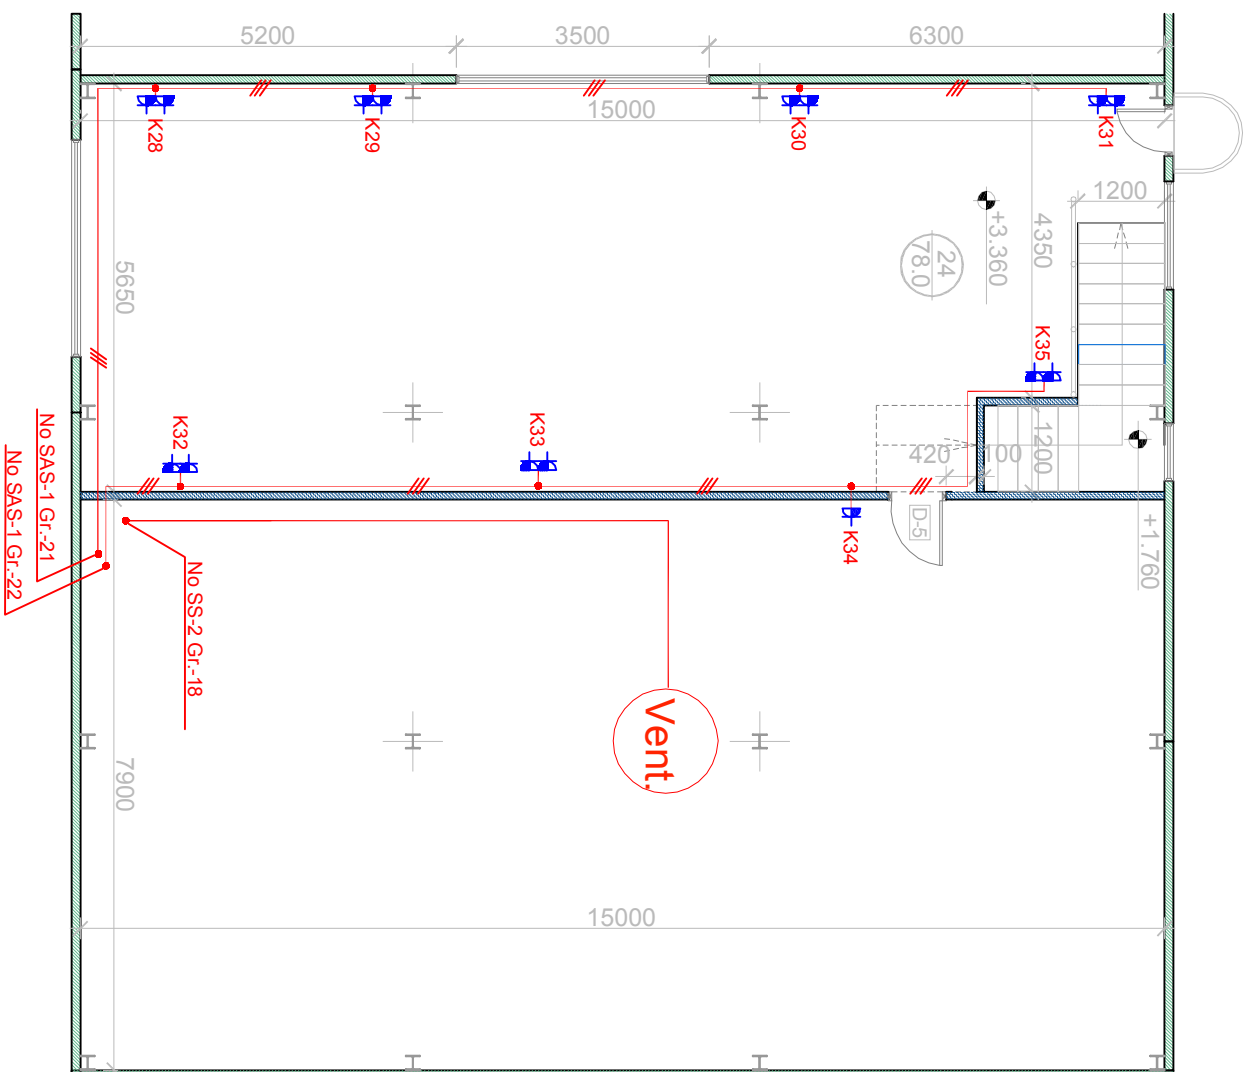 5200
3500
6300
15000
K28
K29
K30
K31
1200
4350
+3.360
24
78.0
5650
K35
1200
420
100
K32
K33
K34
D-5
+1.760
No SAS-1 Gr.-21
No SAS-1 Gr.-22
No SS-2 Gr.-18
Vent.
7900
15000